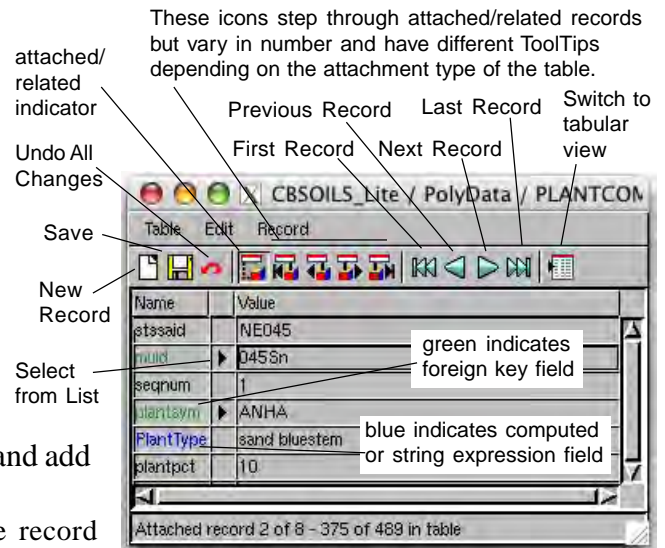 These icons step through attached/related records
but vary in number and have different ToolTips
depending on the attachment type of the table.
attached/
related
indicator
Previous Record
Last Record
Switch to
tabular
view
Undo All
Changes
First Record
Next Record
Save
New
Record
Select
from List
X CBSOILS_Lite / PolyData / PLANTCOM
Table Edit Record
Name Value
stssaid NE045
muid 045Sn
seqnum 1
plantsym ANHA
PlantType sand bluestem
plantpct 10
green indicates
foreign key field
blue indicates computed
or string expression field
Attached record 2 of 8 - 375 of 489 in table
and add
e record